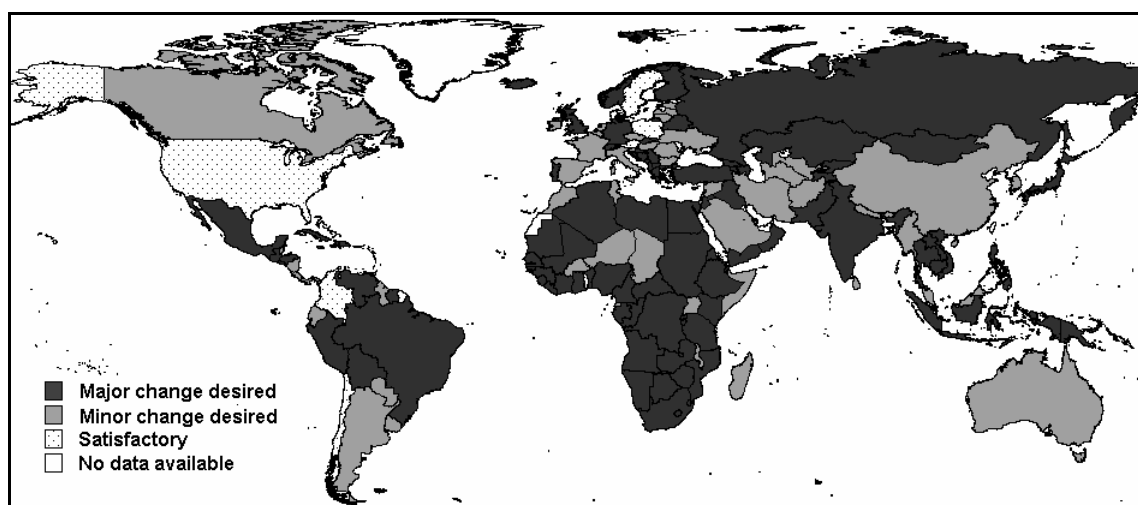 Major change desired
Minor change desired
Satisfactory
No data available